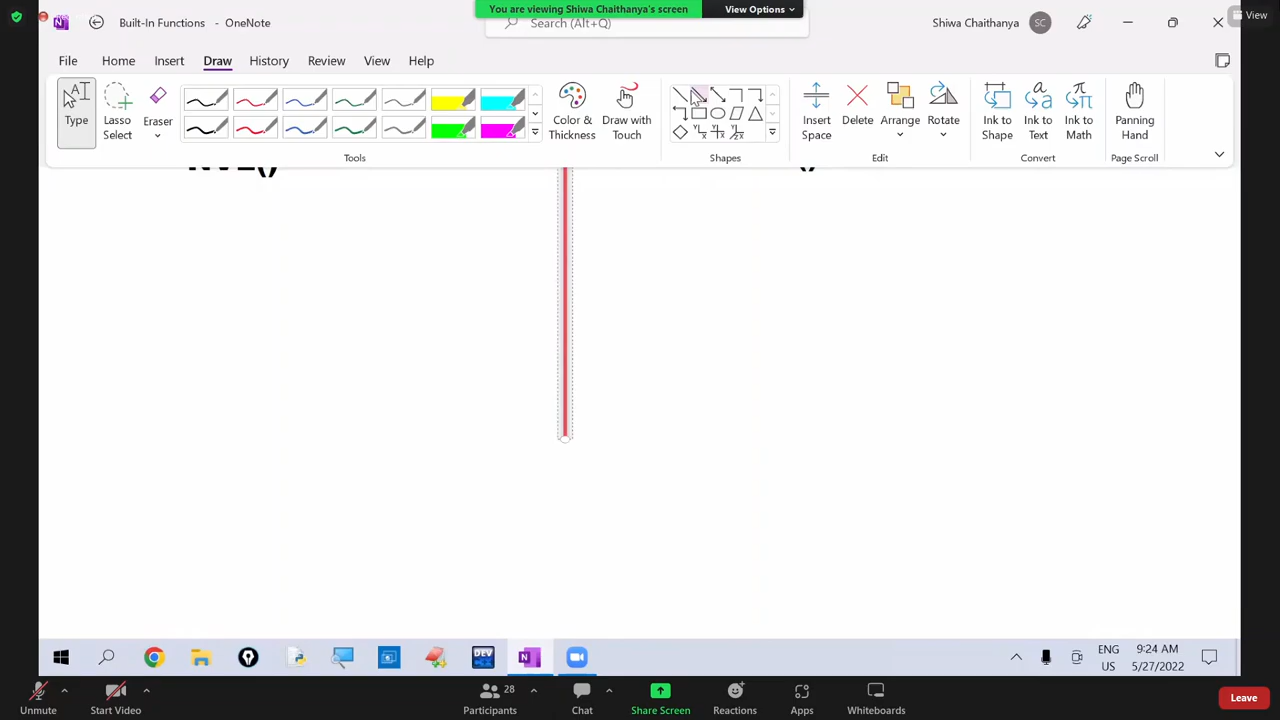 You are viewing Shiwa Chaithanya's screen
View Options
View
Built-In Functions - OneNote
Search (Alt+Q)
Shiwa Chaithanya
SC
File
Home
Insert
Draw
History
Review
View
Help
Type
Lasso Select
Eraser
Color & Thickness
Draw with Touch
Insert Space
Delete
Arrange
Rotate
Ink to Shape
Ink to Text
Ink to Math
Panning Hand
Tools
Shapes
Edit
Convert
Page Scroll
DEV
ENG
US
9:24 AM
5/27/2022
Unmute
Start Video
28
Participants
Chat
Share Screen
Reactions
Apps
Whiteboards
Leave